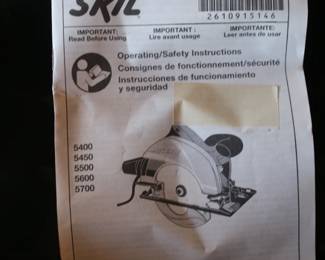 SKIL
2610915146
IMPORTANT: IMPORTANT : IMPORTANTE:
Read Before Using Lire avant usage Leer antes de usar
Operating/Safety Instructions
Consignes de fonctionnement/sécurité
Instrucciones de funcionamiento
y seguridad
5400
5450
5500
5600
5700